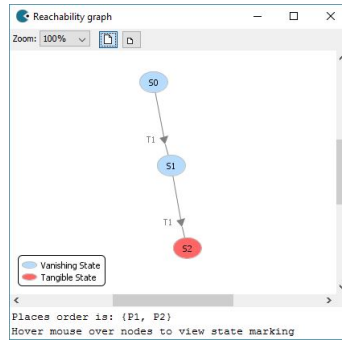 Reachability graph
Zoom: 100%
S0
T1
S1
T1
S2
Vanishing State
Tangible State
Places order is: {P1, P2}
Hover mouse over nodes to view state marking